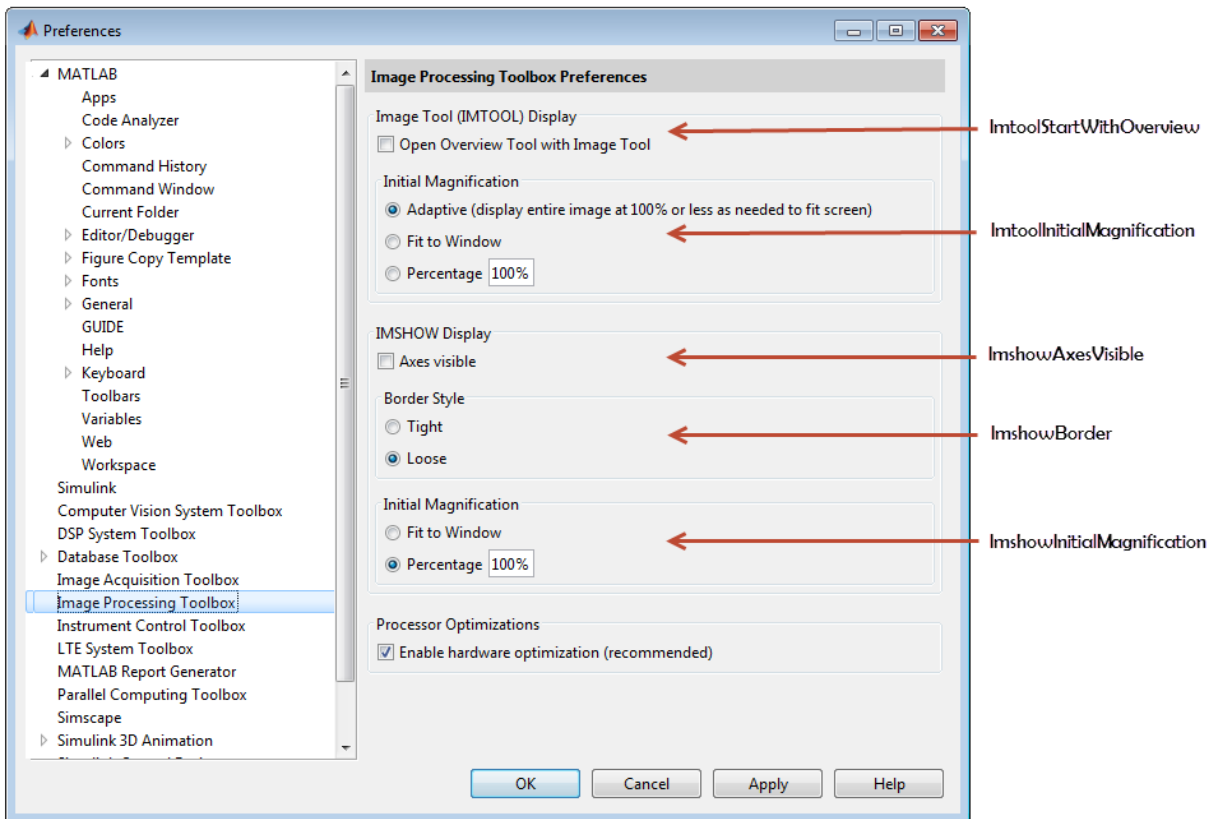 Preferences
MATLAB
Apps
Code Analyzer
Colors
Command History
Command Window
Current Folder
Editor/Debugger
Figure Copy Template
Fonts
General
GUIDE
Help
Keyboard
Toolbars
Variables
Web
Workspace
Simulink
Computer Vision System Toolbox
DSP System Toolbox
Database Toolbox
Image Acquisition Toolbox
Image Processing Toolbox
Instrument Control Toolbox
LTE System Toolbox
MATLAB Report Generator
Parallel Computing Toolbox
Simscape
Simulink 3D Animation
Image Processing Toolbox Preferences
Image Tool (IMTOOL) Display
Open Overview Tool with Image Tool
Initial Magnification
Adaptive (display entire image at 100% or less as needed to fit screen)
Fit to Window
Percentage 100%
IMSHOW Display
Axes visible
Border Style
Tight
Loose
Initial Magnification
Fit to Window
Percentage 100%
Processor Optimizations
Enable hardware optimization (recommended)
OK
Cancel
Apply
Help
ImtoolStartWithOverview
ImtoolInitialMagnification
ImshowAxesVisible
ImshowBorder
ImshowInitialMagnification